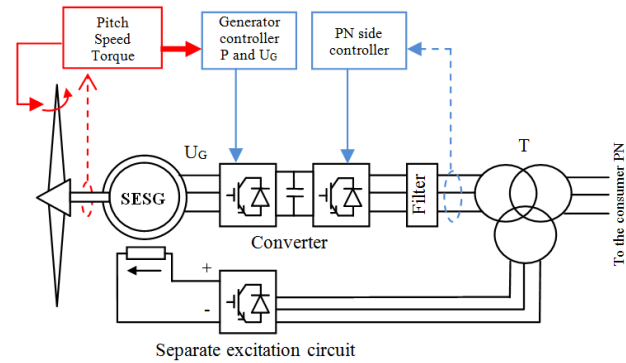 Pitch
Speed
Torque
Generator
controller
P and UG
PN side
controller
UG
T
SESG
Filter
Converter
To the consumer PN
+
-
Separate excitation circuit